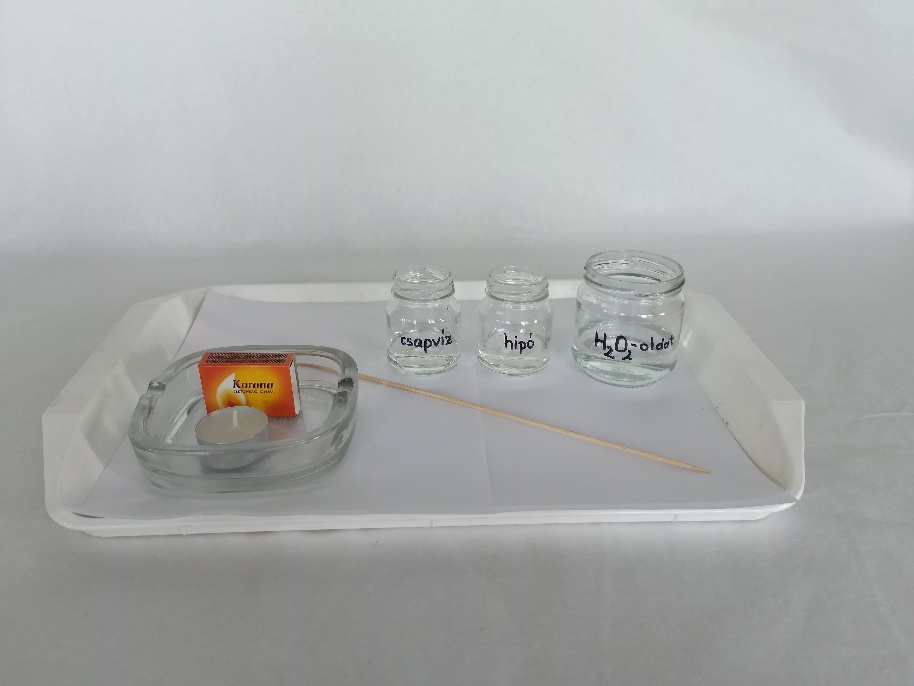 csapvíz
hipó
H₂O₂-oldat
Korona